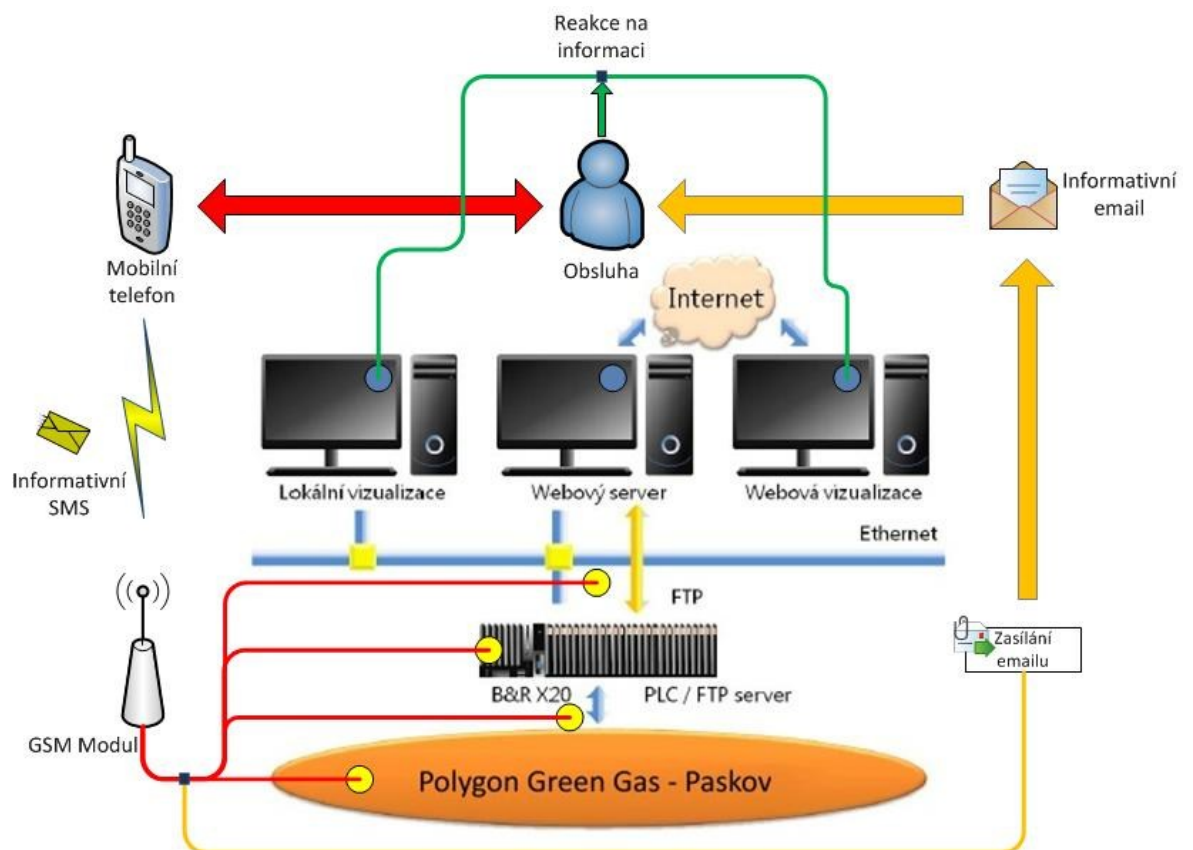 Reakce na
informaci
Mobilní
telefon
Obsluha
Informativní
email
Internet
Informativní
SMS
Lokální vizualizace
Webový server
Webová vizualizace
Ethernet
FTP
Zasílání
emailu
B&R X20
PLC / FTP server
GSM Modul
Polygon Green Gas - Paskov